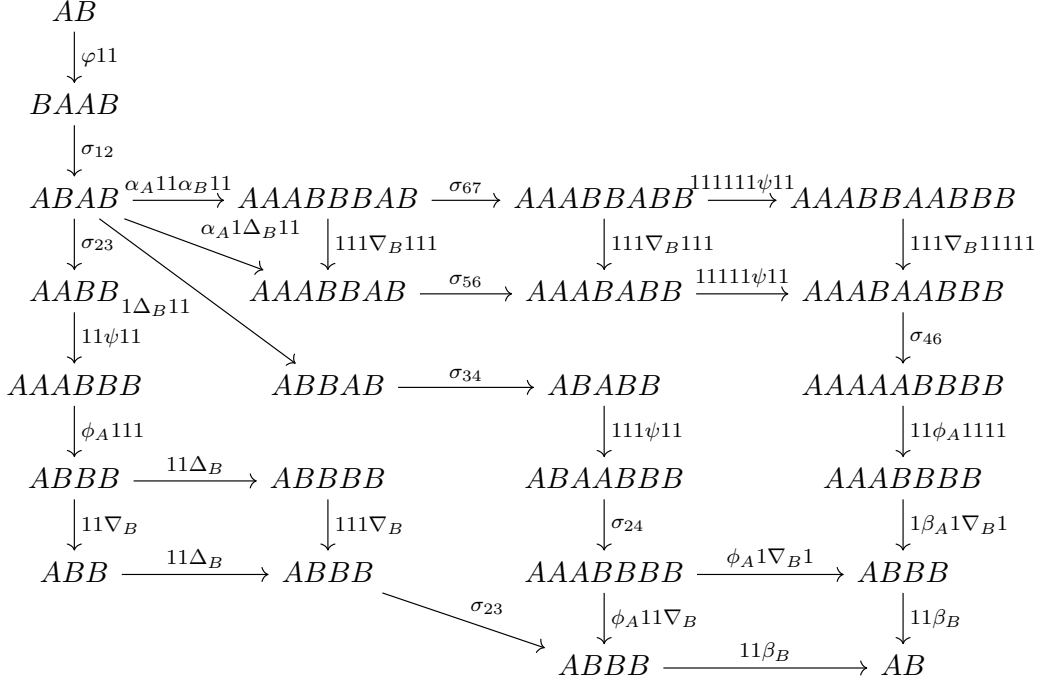 AB
φ11
BAAB
σ₁₂
ABAB α_A11α_B11 AAABBBAB σ₆₇ AAABBABB 111111ψ11 AAABBAABBB
σ₂₃ α_A1Δ_B11 111∇_B111 111∇_B111 111∇_B11111
AABB 1Δ_B11 AAABBAB σ₅₆ AAABABB 11111ψ11 AAABAABBB
11ψ11 σ₄₆
AAABBB ABBAB σ₃₄ ABABB AAAAABBBB
ϕ_A111 111ψ11 11ϕ_A1111
ABBB 11Δ_B ABBBB ABAABBB AAABBBB
11∇_B 111∇_B σ₂₄ 1β_A1∇_B1
ABB 11Δ_B ABBB AAABBBB ϕ_A1∇_B1 ABBB
σ₂₃ ϕ_A11∇_B 11β_B
ABBB 11β_B AB